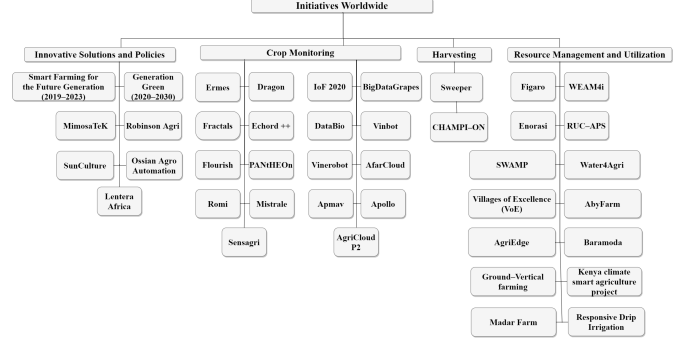 Initiatives Worldwide
Innovative Solutions and Policies
Crop Monitoring
Harvesting
Resource Management and Utilization
Smart Farming for
the Future Generation
(2019–2023)
Generation
Green
(2020–2030)
MimosaTeK
Robinson Agri
SunCulture
Ossian Agro
Automation
Lentera
Africa
Ermes
Dragon
Fractals
Echord ++
Flourish
PANtHEOn
Romi
Mistrale
Sensagri
IoF 2020
BigDataGrapes
DataBio
Vinbot
Vinerobot
AfarCloud
Apmav
Apollo
AgriCloud
P2
Sweeper
CHAMPI–ON
Figaro
WEAM4i
Enorasi
RUC–APS
SWAMP
Water4Agri
Villages of Excellence
(VoE)
AbyFarm
AgriEdge
Baramoda
Ground–Vertical
farming
Kenya climate
smart agriculture
project
Madar Farm
Responsive Drip
Irrigation